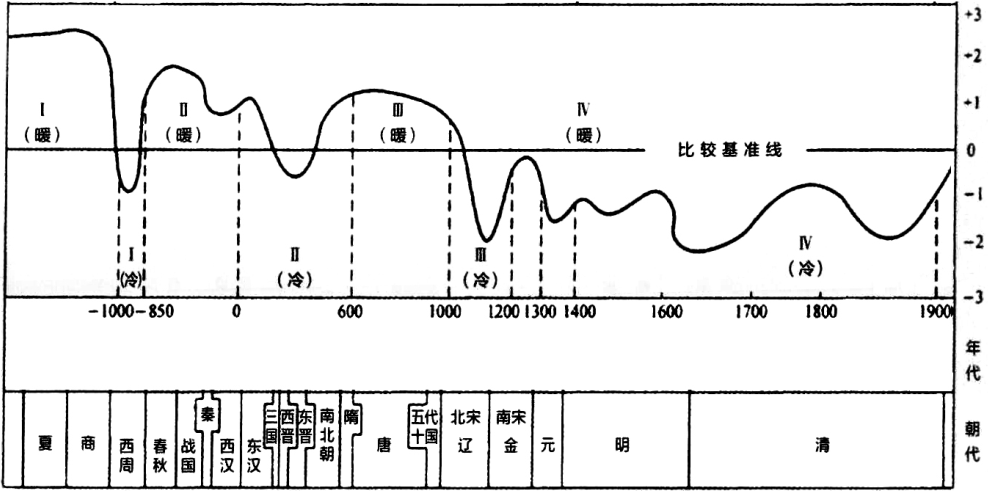 +3
+2
+1
0
-1
-2
-3
Ⅰ
(暖)
Ⅱ
(暖)
Ⅲ
(暖)
Ⅳ
(暖)
比较基准线
Ⅰ
(冷)
Ⅱ
(冷)
Ⅲ
(冷)
Ⅳ
(冷)
-1000 -850 0 600 1000 1200 1300 1400 1600 1700 1800 1900
年代
夏
商
西周
春秋
战国
秦
西汉
东汉
三国
西晋
东晋
南北朝
隋
唐
五代
十国
北宋
辽
南宋
金
元
明
清
朝代